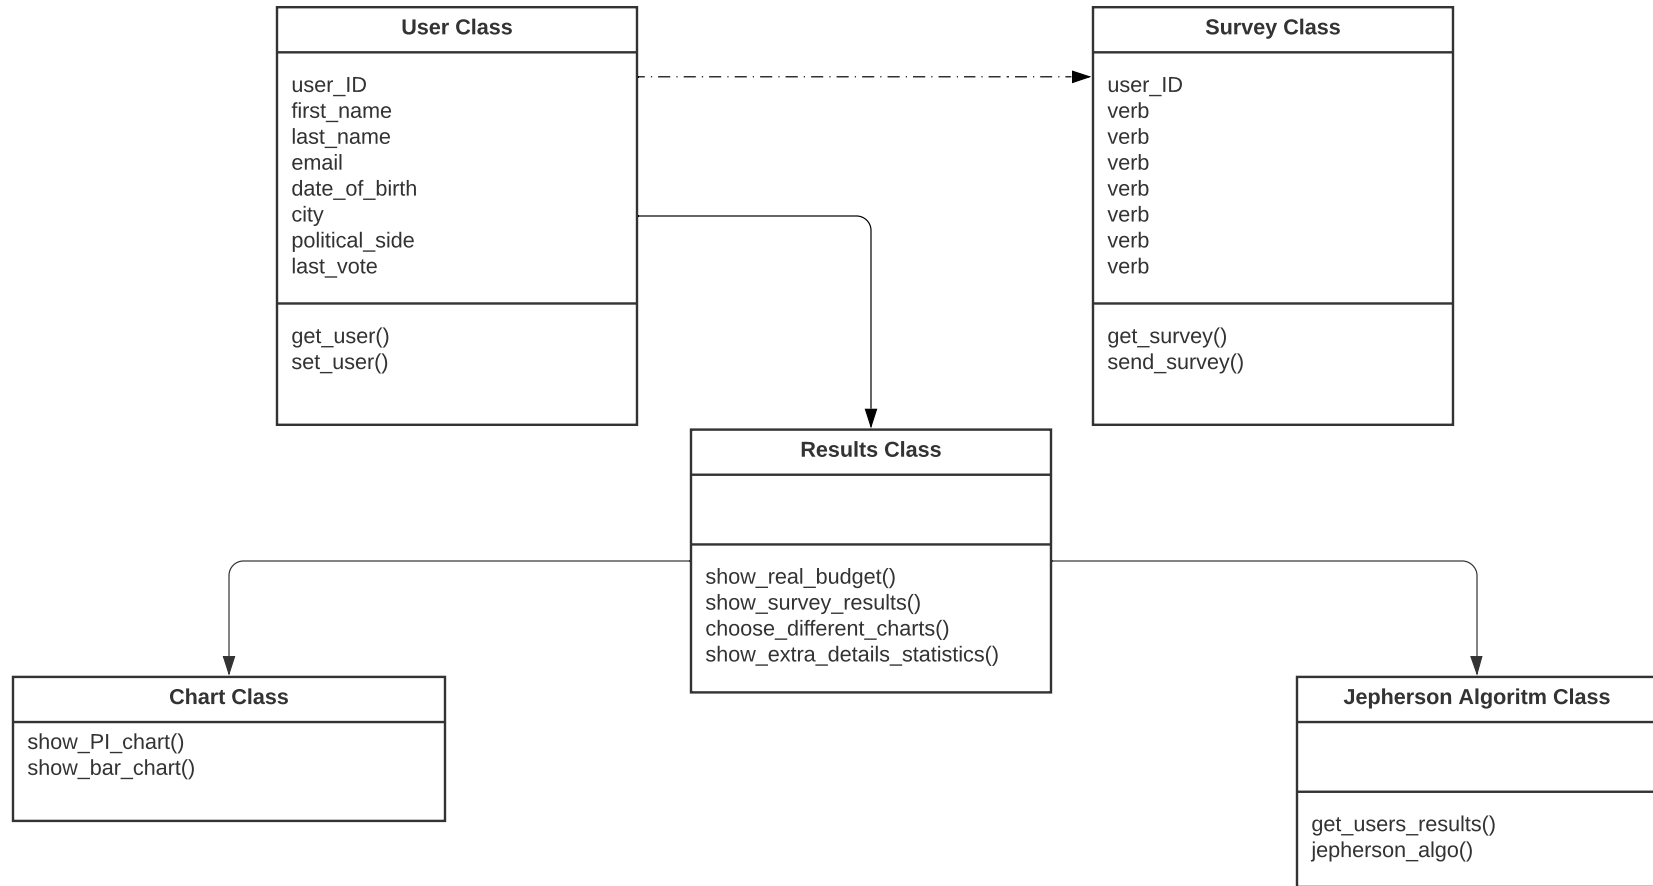 User Class
user_ID
first_name
last_name
email
date_of_birth
city
political_side
last_vote
get_user()
set_user()
Survey Class
user_ID
verb
verb
verb
verb
verb
verb
verb
get_survey()
send_survey()
Results Class
show_real_budget()
show_survey_results()
choose_different_charts()
show_extra_details_statistics()
Chart Class
show_PI_chart()
show_bar_chart()
Jepherson Algoritm Class
get_users_results()
jepherson_algo()